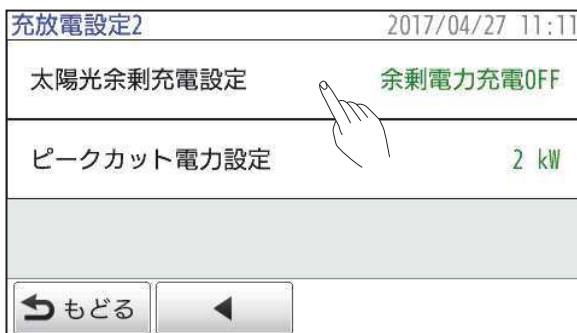 充放電設定2 2017/04/27 11:11
太陽光余剰充電設定 余剰電力充電OFF
ピークカット電力設定 2 kW
もどる